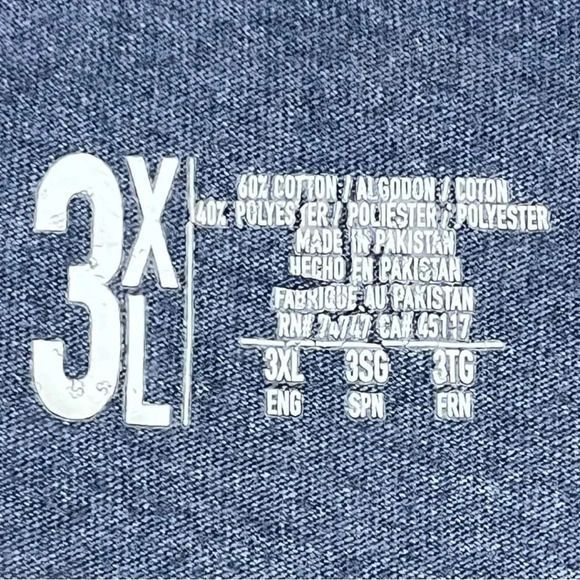 3XL
60% COTTON / ALGODON / COTON
40% POLYESTER / POLIESTER / POLYESTER
MADE IN PAKISTAN
HECHO EN PAKISTAN
FABRIQUE AU PAKISTAN
RN# 74747 CA# 45117
3XL 3SG 3TG
ENG SPN FRN